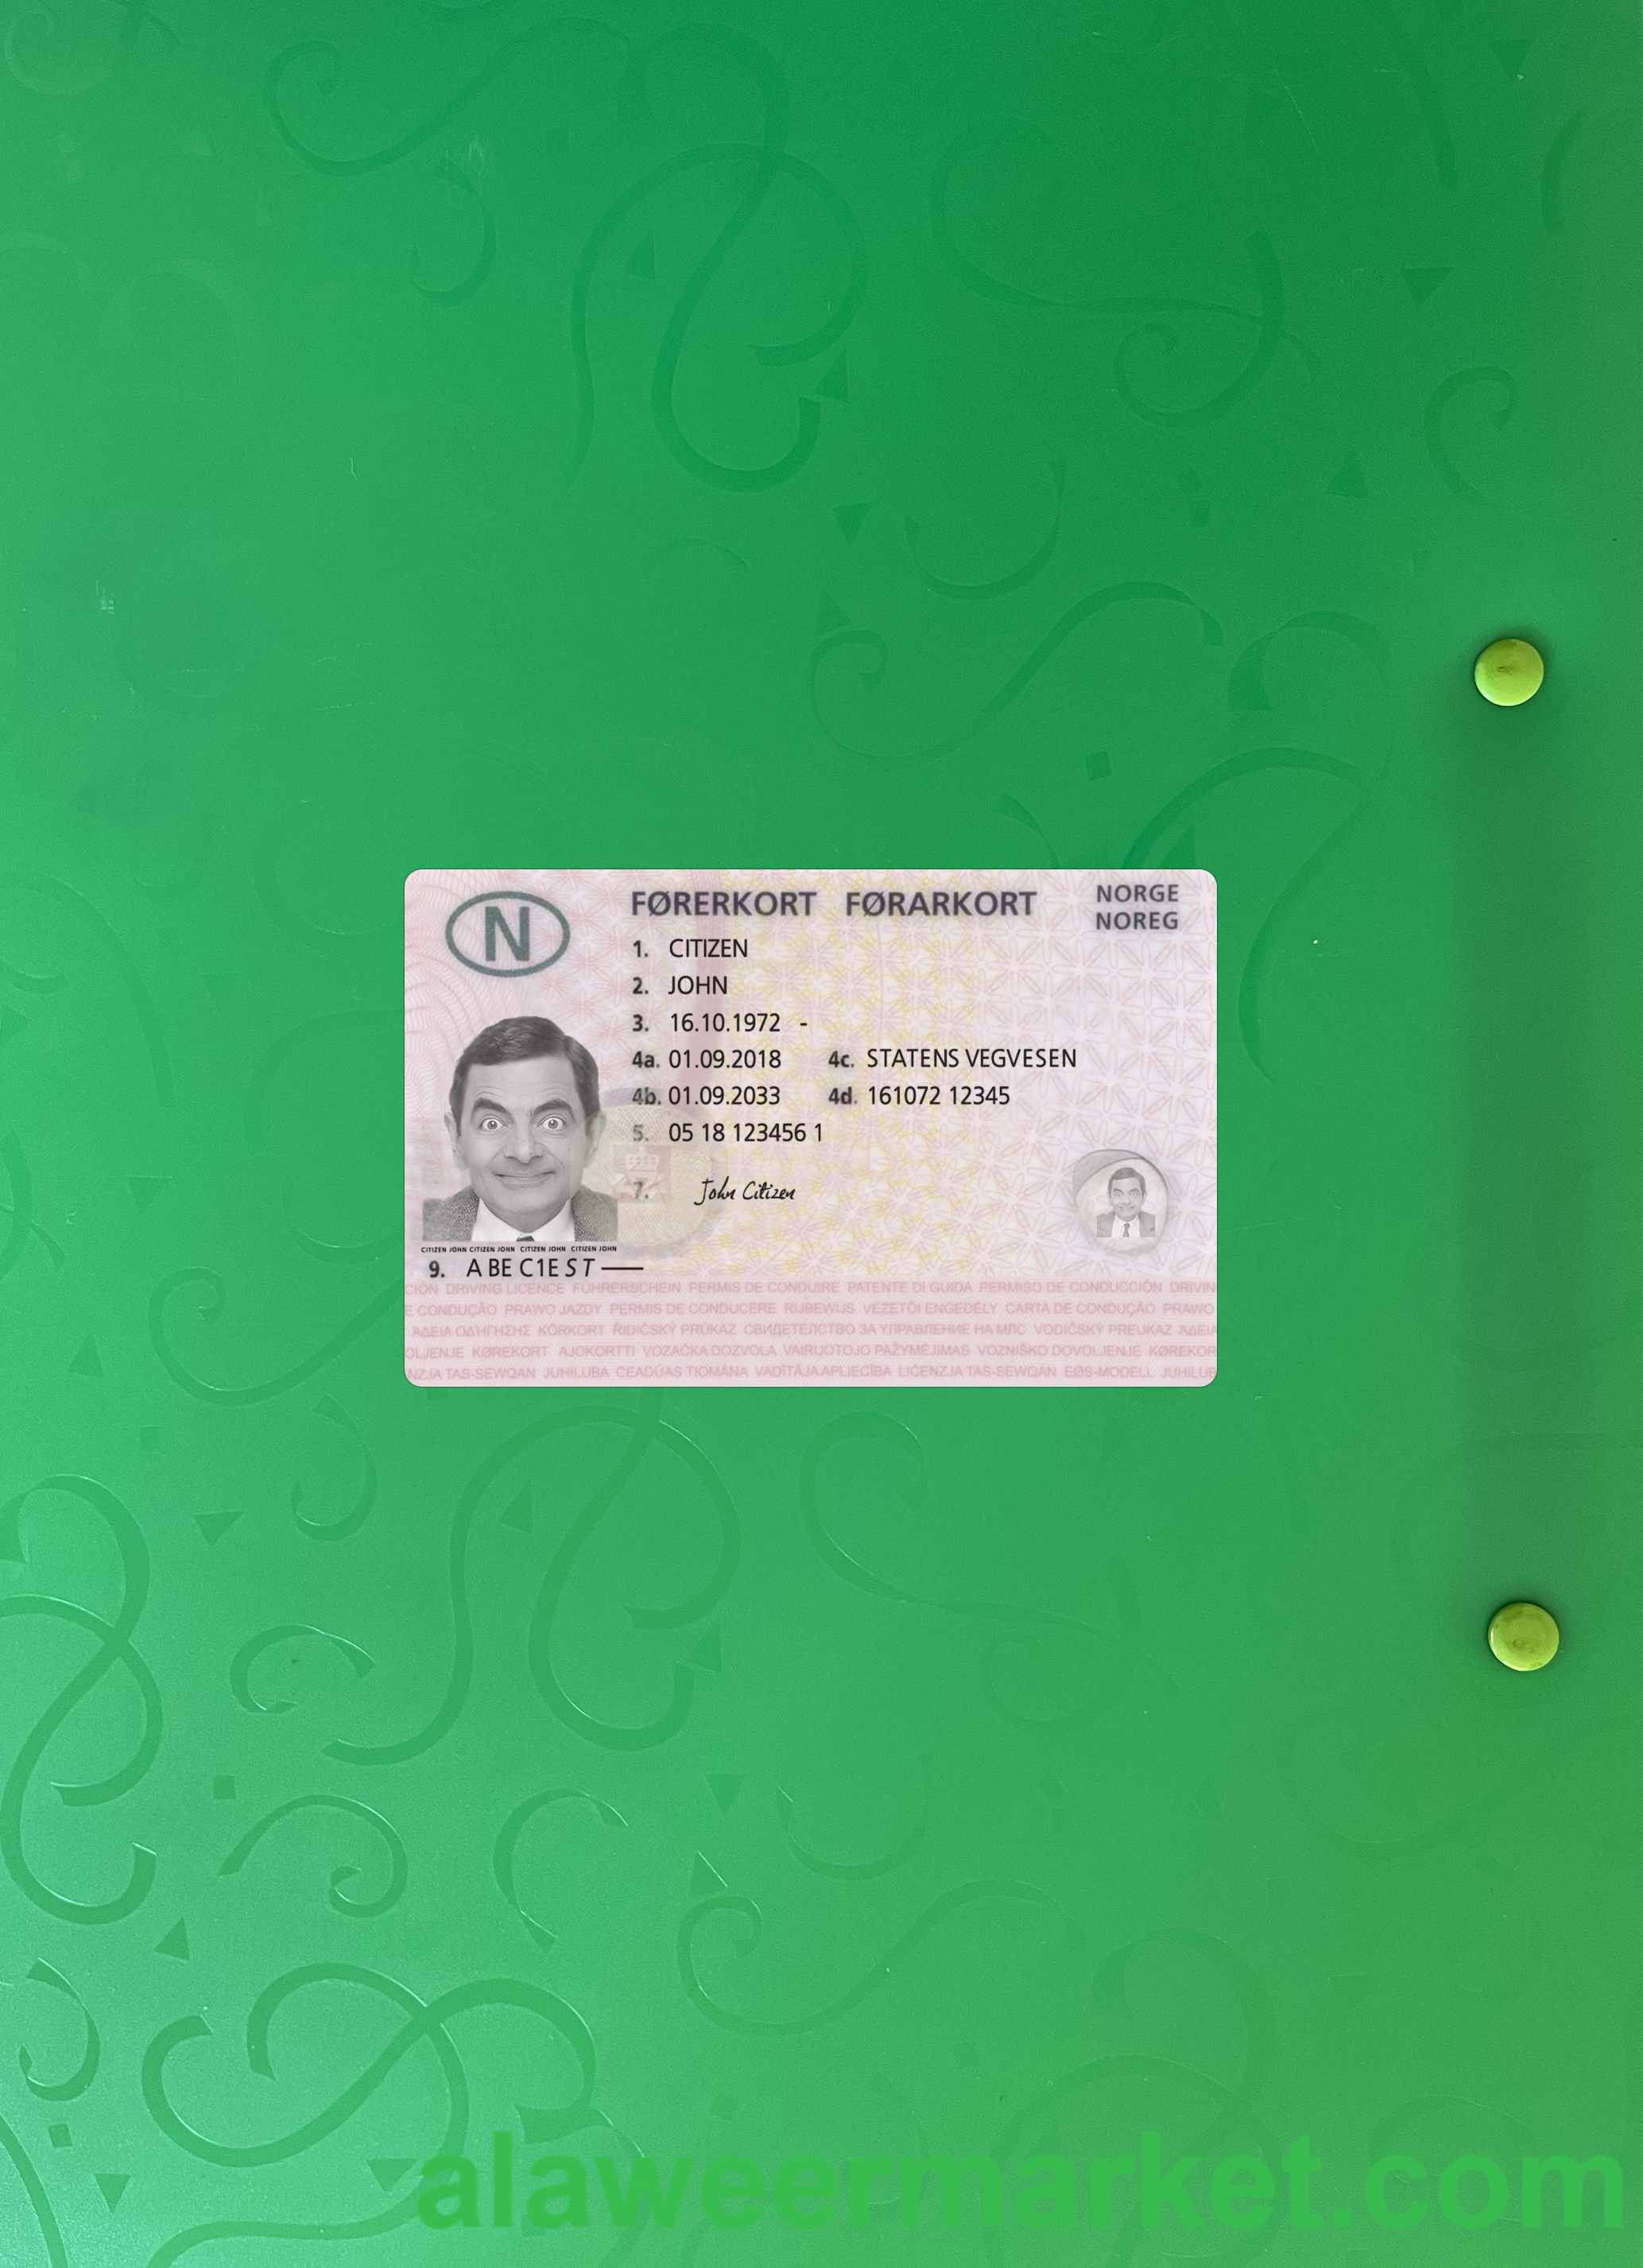 N
FØRERKORT FØRARKORT
NORGE
NOREG
1. CITIZEN
2. JOHN
3. 16.10.1972 -
4a. 01.09.2018 4c. STATENS VEGVESEN
4b. 01.09.2033 4d. 161072 12345
5. 05 18 123456 1
7. John Citizen
CITIZEN JOHN CITIZEN JOHN CITIZEN JOHN CITIZEN JOHN
9. A BE C1E S T
CIÓN DRIVING LICENCE FÜHRERSCHEIN PERMIS DE CONDUIRE PATENTE DI GUIDA PERMISO DE CONDUCCIÓN DRIVIN
E CONDUÇÃO PRAWO JAZDY PERMIS DE CONDUCERE RIJBEWIJS VEZETŐI ENGEDÉLY CARTA DE CONDUÇÃO PRAWO
ΑΔΕΙΑ ΟΔΉΓΗΣΗΣ KÖRKORT ŘIDIČSKÝ PRŮKAZ СВИДЕТЕЛСТВО ЗА УПРАВЛЕНИЕ НА МПС VODIČSKÝ PREUKAZ ΆΔΕΙΑ
OLJENJE KØREKORT AJOKORTTI VOZAČKA DOZVOLA VAIRUOTOJO PAŽYMĖJIMAS VOZNIŠKO DOVOLJENJE KØREKOR
NZJA TAS-SEWQAN JUHILUBA CEADÚAS TIOMÁNA VADĪTĀJA APLIECĪBA LIĊENZJA TAS-SEWQAN EØS-MODELL JUHILUB
alaweermarket.com